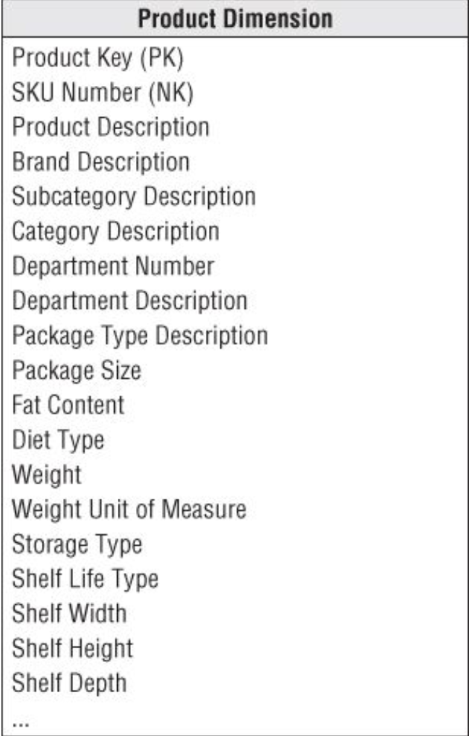 Product Dimension
Product Key (PK)
SKU Number (NK)
Product Description
Brand Description
Subcategory Description
Category Description
Department Number
Department Description
Package Type Description
Package Size
Fat Content
Diet Type
Weight
Weight Unit of Measure
Storage Type
Shelf Life Type
Shelf Width
Shelf Height
Shelf Depth
...